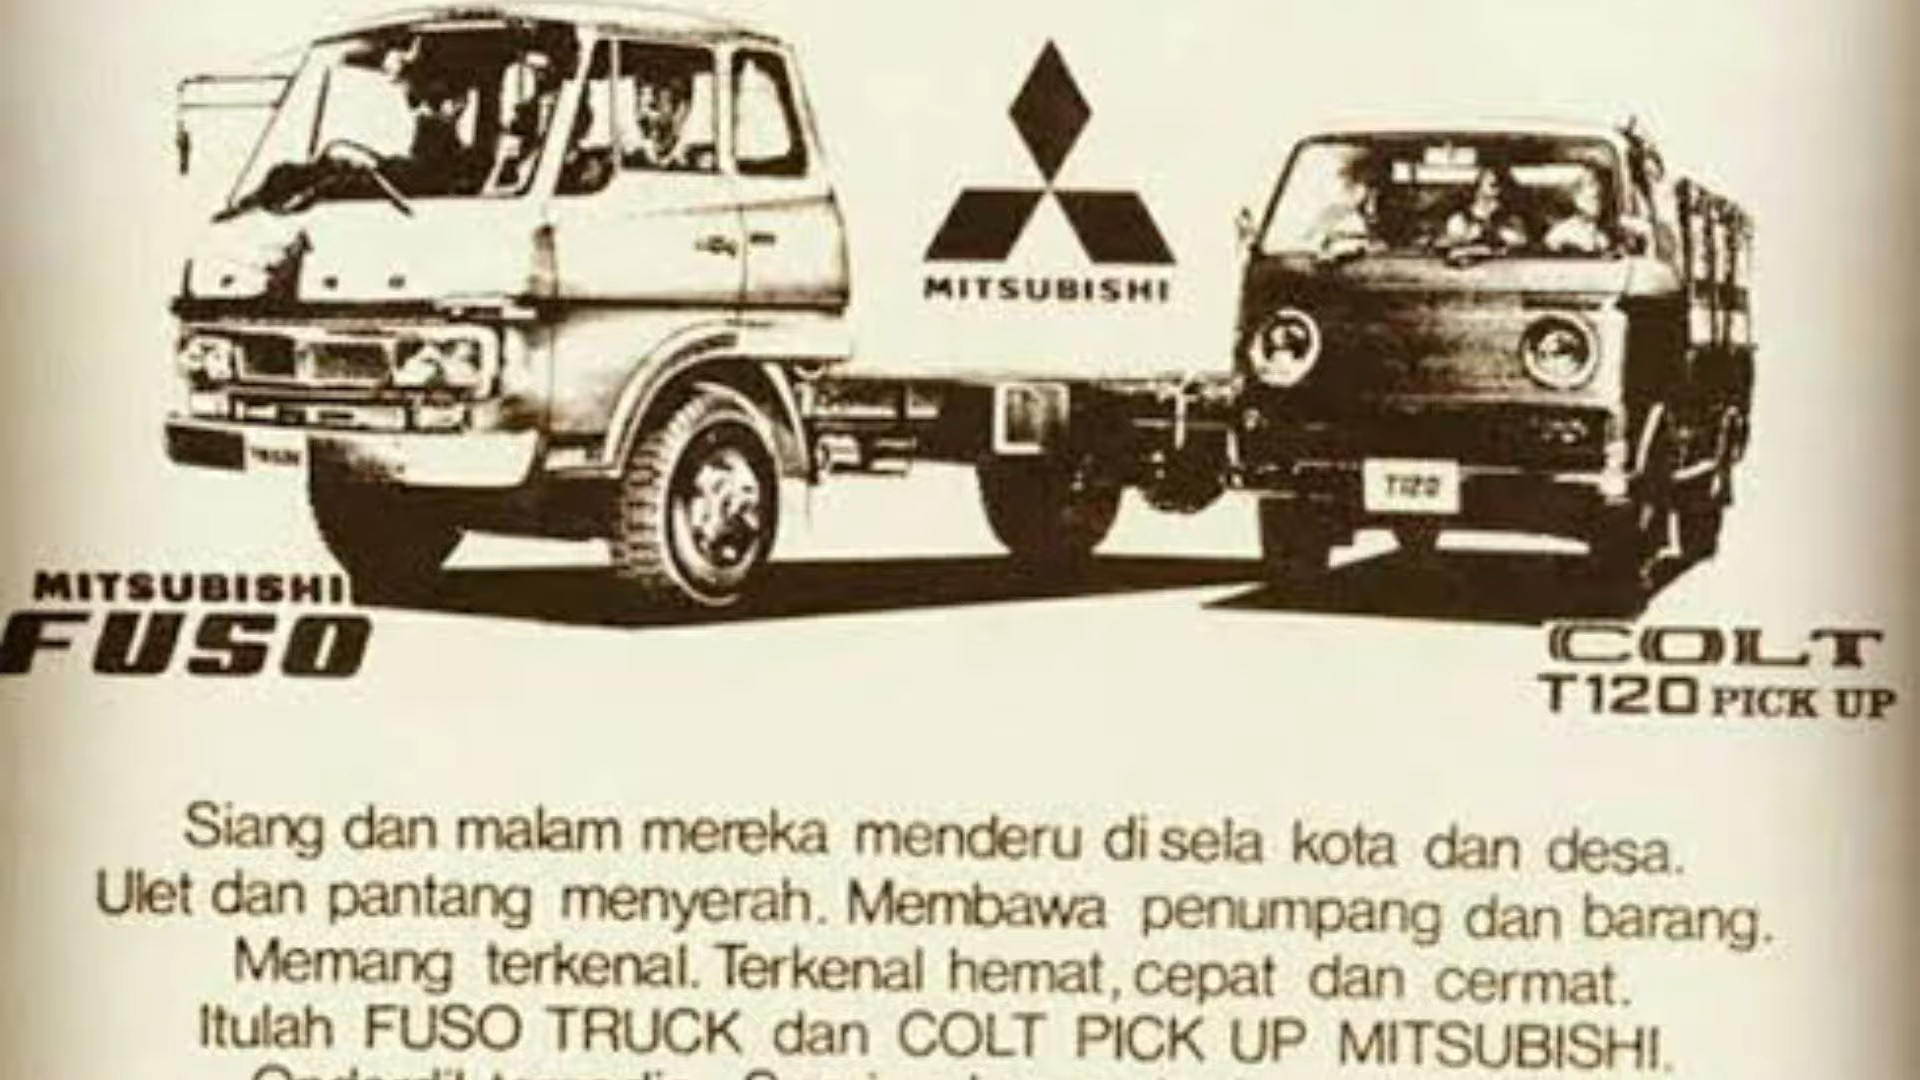 MITSUBISHI
T120
MITSUBISHI
FUSO
COLT
T120 PICK UP
Siang dan malam mereka menderu di sela kota dan desa.
Ulet dan pantang menyerah. Membawa penumpang dan barang.
Memang terkenal. Terkenal hemat, cepat dan cermat.
Itulah FUSO TRUCK dan COLT PICK UP MITSUBISHI.